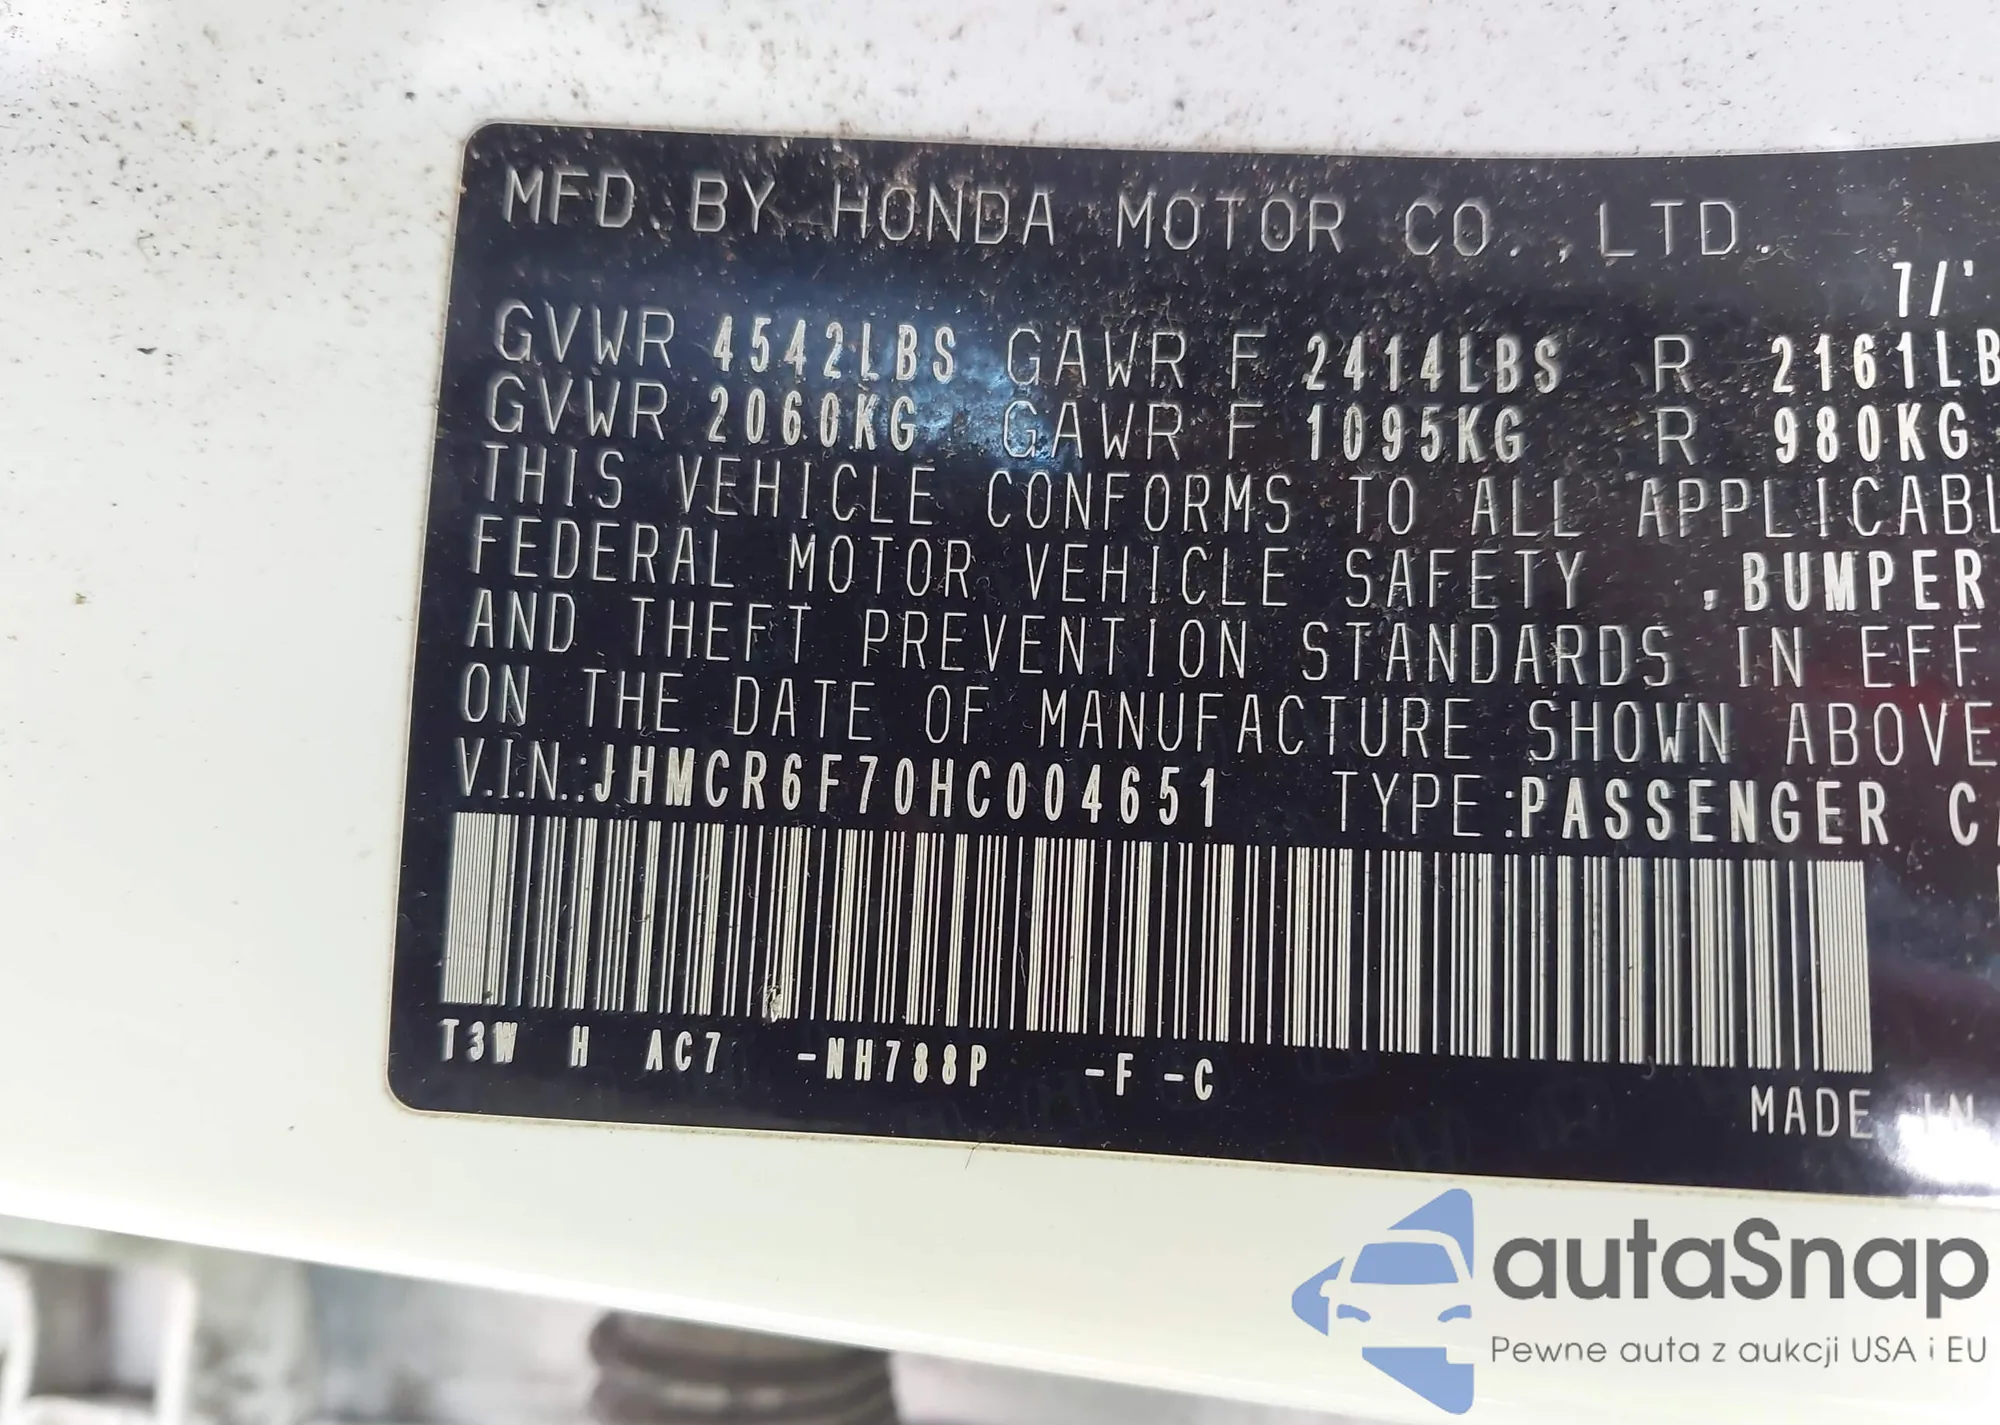 MFD. BY HONDA MOTOR CO.,LTD.
7/
GVWR 4542LBS GAWR F 2414LBS R 2161LB
GVWR 2060KG GAWR F 1095KG R 980KG
THIS VEHICLE CONFORMS TO ALL APPLICABL
FEDERAL MOTOR VEHICLE SAFETY ,BUMPER
AND THEFT PREVENTION STANDARDS IN EFF
ON THE DATE OF MANUFACTURE SHOWN ABOVE
V.I.N.:JHMCR6F70HC004651 TYPE:PASSENGER CA
T3W H AC7 -NH788P -F -C
MADE IN
autaSnap
Pewne auta z aukcji USA i EU